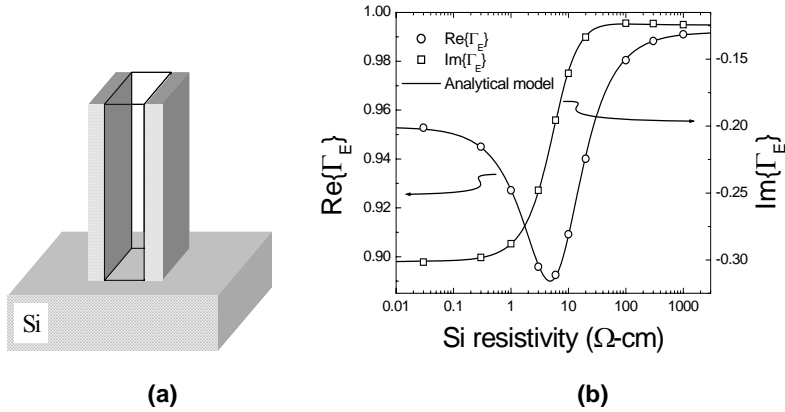 Si
(a)
1.00
0.98
0.96
0.94
0.92
0.90
Re{Γ_E}
Re{Γ_E}
Im{Γ_E}
Analytical model
-0.15
-0.20
-0.25
-0.30
Im{Γ_E}
0.01 0.1 1 10 100 1000
Si resistivity (Ω-cm)
(b)